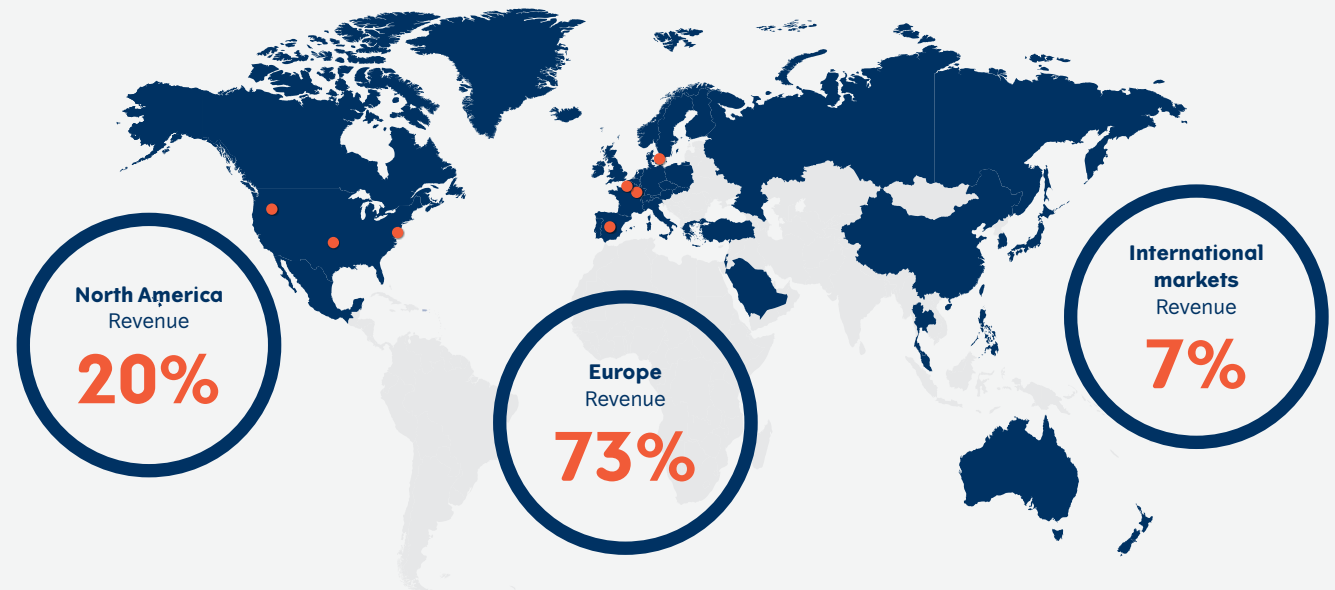 North America
Revenue
20%
Europe
Revenue
73%
International
markets
Revenue
7%